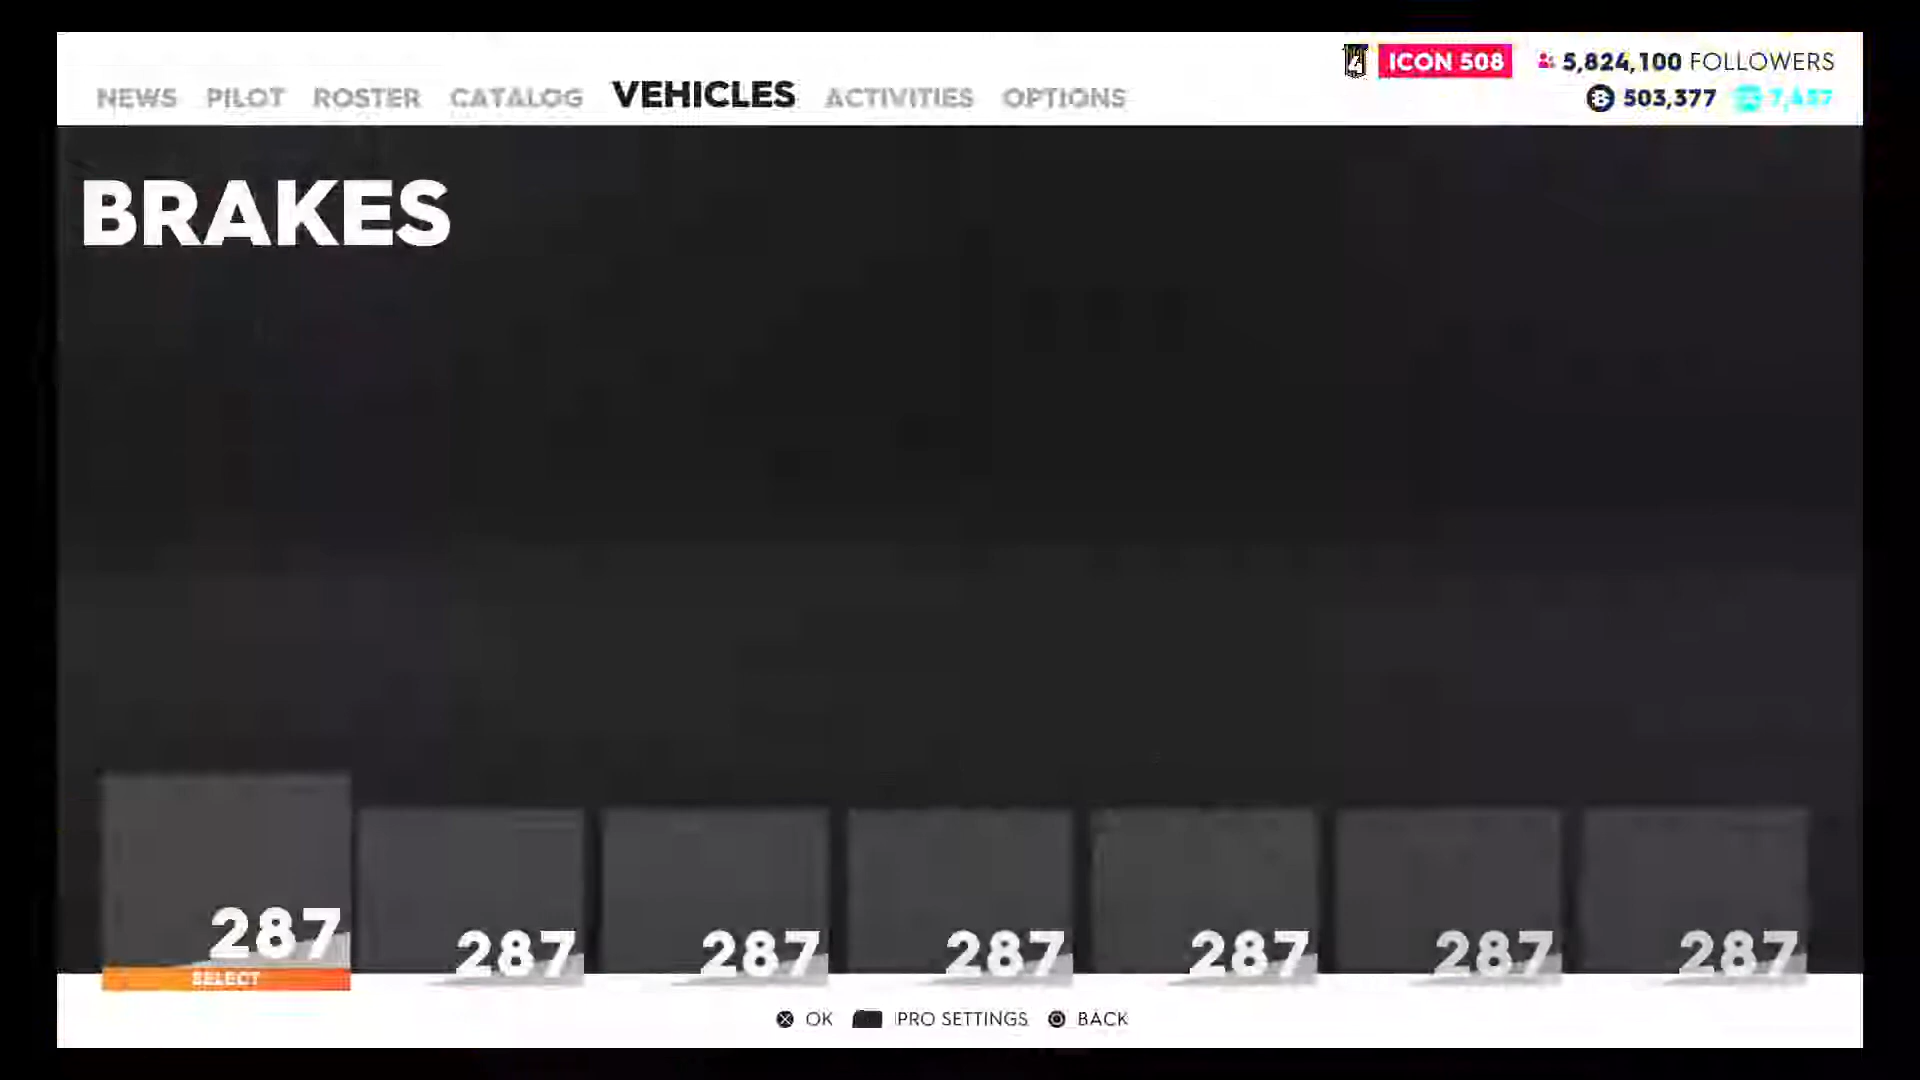 4 ICON 508 5,824,100 FOLLOWERS
NEWS PILOT ROSTER CATALOG VEHICLES ACTIVITIES OPTIONS 503,377
BRAKES
287 287 287 287 287 287 287
SELECT
OK PRO SETTINGS BACK